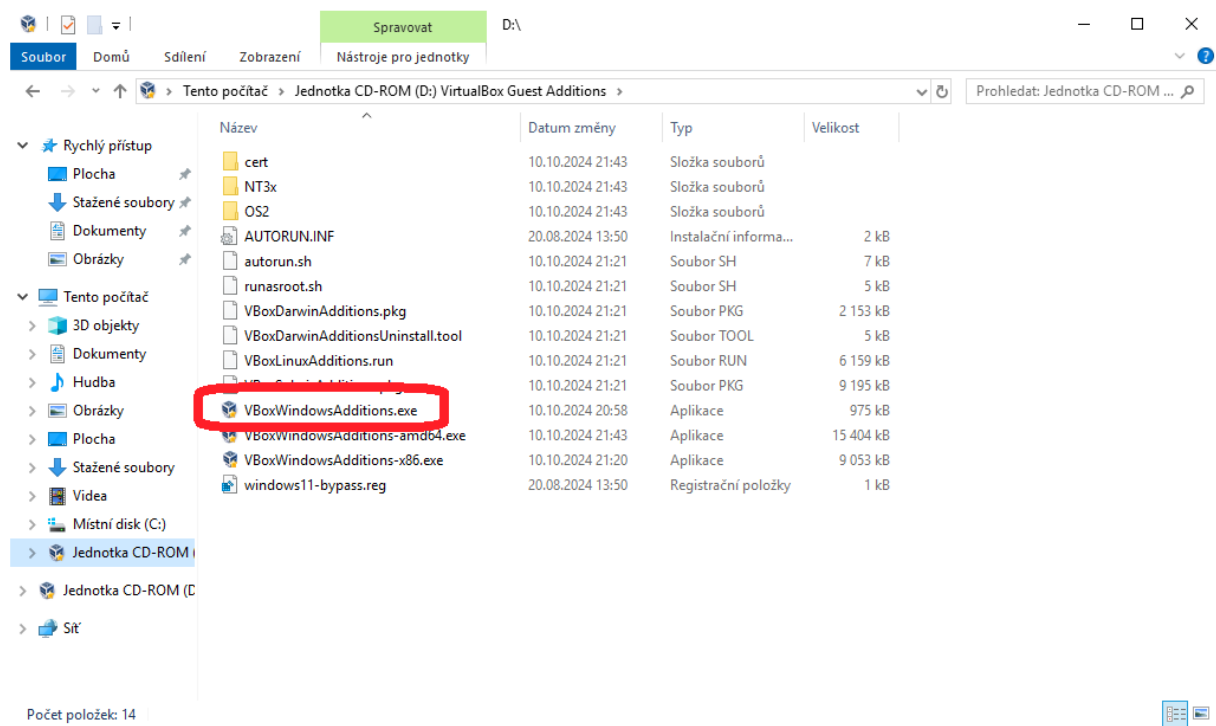 Spravovat
D:\
Soubor
Domů
Sdílení
Zobrazení
Nástroje pro jednotky
Tento počítač
Jednotka CD-ROM (D:) VirtualBox Guest Additions
Prohledat: Jednotka CD-ROM ...
Rychlý přístup
Plocha
Stažené soubory
Dokumenty
Obrázky
Tento počítač
3D objekty
Dokumenty
Hudba
Obrázky
Plocha
Stažené soubory
Videa
Místní disk (C:)
Jednotka CD-ROM (
Jednotka CD-ROM (D
Síť
Název Datum změny Typ Velikost
cert 10.10.2024 21:43 Složka souborů
NT3x 10.10.2024 21:43 Složka souborů
OS2 10.10.2024 21:43 Složka souborů
AUTORUN.INF 20.08.2024 13:50 Instalační informa... 2 kB
autorun.sh 10.10.2024 21:21 Soubor SH 7 kB
runasroot.sh 10.10.2024 21:21 Soubor SH 5 kB
VBoxDarwinAdditions.pkg 10.10.2024 21:21 Soubor PKG 2 153 kB
VBoxDarwinAdditionsUninstall.tool 10.10.2024 21:21 Soubor TOOL 5 kB
VBoxLinuxAdditions.run 10.10.2024 21:21 Soubor RUN 6 159 kB
10.10.2024 21:21 Soubor PKG 9 195 kB
VBoxWindowsAdditions.exe 10.10.2024 20:58 Aplikace 975 kB
VBoxWindowsAdditions-amd64.exe 10.10.2024 21:43 Aplikace 15 404 kB
VBoxWindowsAdditions-x86.exe 10.10.2024 21:20 Aplikace 9 053 kB
windows11-bypass.reg 20.08.2024 13:50 Registrační položky 1 kB
Počet položek: 14